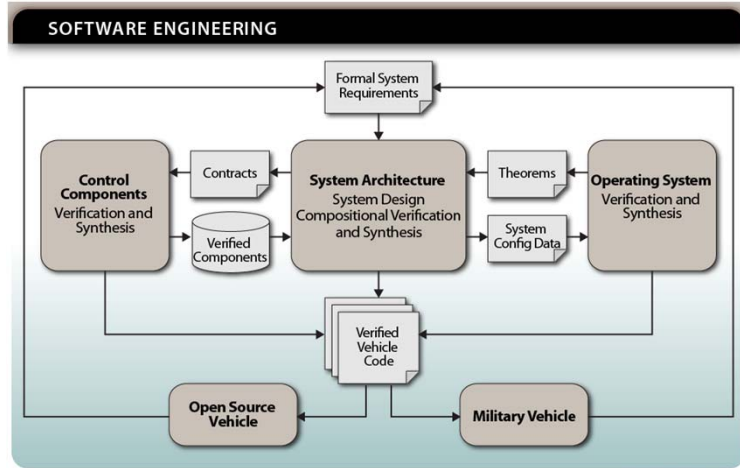 SOFTWARE ENGINEERING
Formal System
Requirements
Control
Components
Verification and
Synthesis
Contracts
Verified
Components
System Architecture
System Design
Compositional Verification
and Synthesis
Theorems
System
Config Data
Operating System
Verification and
Synthesis
Verified
Vehicle
Code
Open Source
Vehicle
Military Vehicle